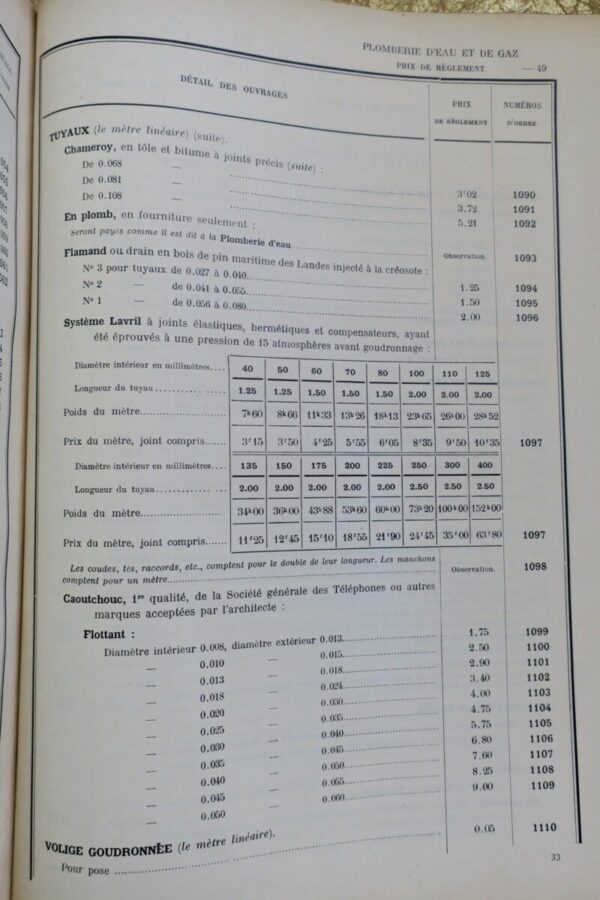 PLOMBERIE D'EAU ET DE GAZ
PRIX DE RÈGLEMENT — 49
DÉTAIL DES OUVRAGES
PRIX DE RÈGLEMENT
NUMÉROS D'ORDRE
TUYAUX (le mètre linéaire) (suite).
Chameroy, en tôle et bitume à joints précis (suite) :
De 0.068 — 3f02 1090
De 0.081 — 3.72 1091
De 0.108 — 5.21 1092
En plomb, en fourniture seulement :
Seront payés comme il est dit à la Plomberie d'eau Observation. 1093
Flamand ou drain en bois de pin maritime des Landes injecté à la créosote :
No 3 pour tuyaux de 0.027 à 0.040 1.25 1094
No 2 — de 0.041 à 0.055 1.50 1095
No 1 — de 0.056 à 0.080 2.00 1096
Système Lavril à joints élastiques, hermétiques et compensateurs, ayant
été éprouvés à une pression de 15 atmosphères avant goudronnage :
Diamètre intérieur en millimètres.... 40 50 60 70 80 100 110 125
Longueur du tuyau 1.25 1.25 1.50 1.50 1.50 2.00 2.00 2.00
Poids du mètre 7k60 8k66 11k33 13k26 18k13 23k65 26k00 28k52
Prix du mètre, joint compris 3f15 3f50 4f25 5f55 6f05 8f35 9f50 10f35 1097
Diamètre intérieur en millimètres.... 135 150 175 200 225 250 300 400
Longueur du tuyau 2.00 2.00 2.00 2.00 2.00 2.50 2.50 2.50
Poids du mètre 34k00 36k00 43k88 53k60 60k00 73k20 100k00 152k00
Prix du mètre, joint compris 11f25 12f45 15f10 18f55 21f90 24f45 35f00 63f80 1097
Les coudes, tés, raccords, etc., comptent pour le double de leur longueur. Les manchons
comptent pour un mètre Observation. 1098
Caoutchouc, 1re qualité, de la Société générale des Téléphones ou autres
marques acceptées par l'architecte :
Flottant :
Diamètre intérieur 0.008, diamètre extérieur 0.013 1.75 1099
— 0.010 — 0.015 2.50 1100
— 0.013 — 0.018 2.90 1101
— 0.018 — 0.024 3.40 1102
— 0.020 — 0.030 4.00 1103
— 0.025 — 0.035 4.75 1104
— 0.030 — 0.040 5.75 1105
— 0.035 — 0.045 6.80 1106
— 0.040 — 0.050 7.60 1107
— 0.045 — 0.055 8.25 1108
— 0.050 — 0.060 9.00 1109
VOLIGE GOUDRONNÉE (le mètre linéaire).
Pour pose 0.05 1110
33